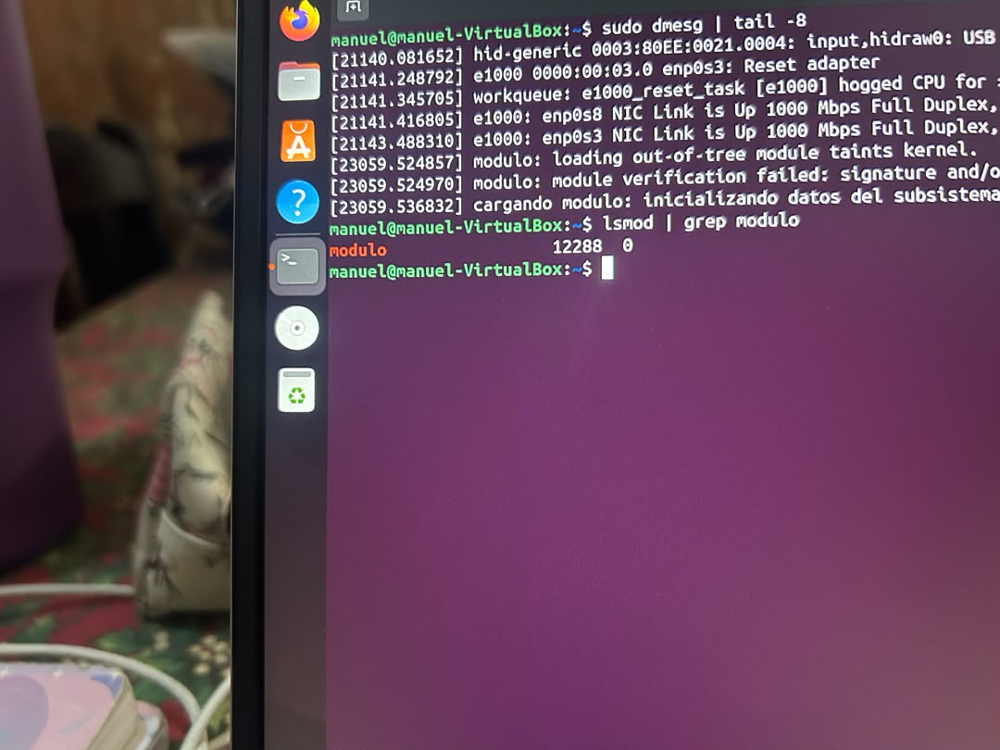 manuel@manuel-VirtualBox:~$ sudo dmesg | tail -8
[21140.081652] hid-generic 0003:80EE:0021.0004: input,hidraw0: USB
[21141.248792] e1000 0000:00:03.0 enp0s3: Reset adapter
[21141.345705] workqueue: e1000_reset_task [e1000] hogged CPU for
[21141.416805] e1000: enp0s8 NIC Link is Up 1000 Mbps Full Duplex,
[21143.488310] e1000: enp0s3 NIC Link is Up 1000 Mbps Full Duplex,
[23059.524857] modulo: loading out-of-tree module taints kernel.
[23059.524970] modulo: module verification failed: signature and/o
[23059.536832] cargando modulo: inicializando datos del subsistema
manuel@manuel-VirtualBox:~$ lsmod | grep modulo
modulo 12288 0
manuel@manuel-VirtualBox:~$